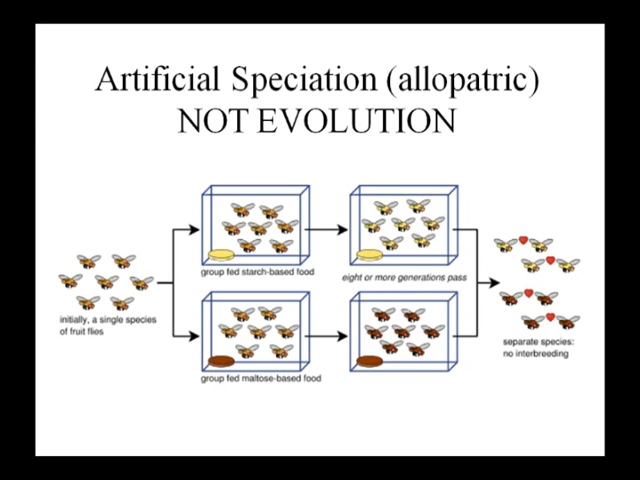 Artificial Speciation (allopatric)
NOT EVOLUTION
group fed starch-based food
eight or more generations pass
initially, a single species
of fruit flies
group fed maltose-based food
separate species:
no interbreeding